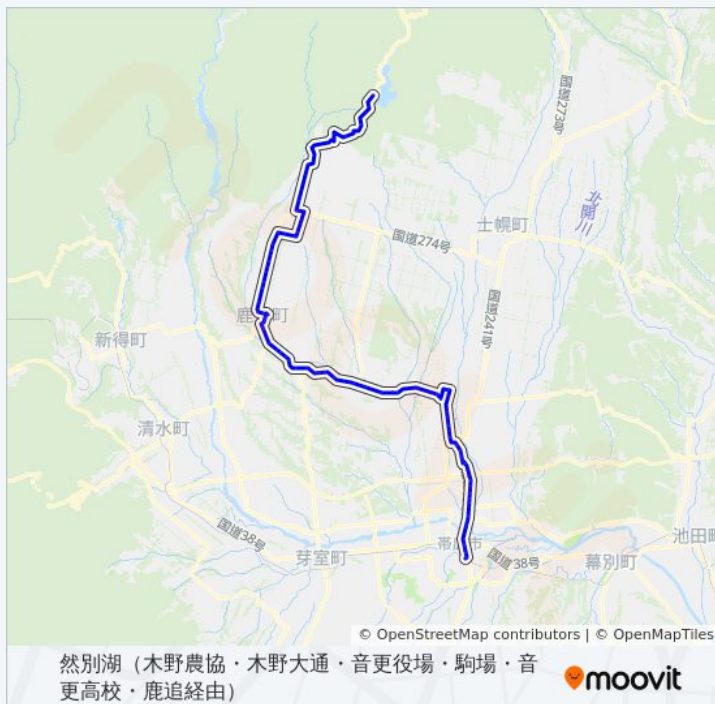 国道273号
北開川
士幌町
国道274号
国道241号
鹿追町
新得町
清水町
国道38号
芽室町
帯広市
国道38号
幕別町
池田町
© OpenStreetMap contributors | © OpenMapTiles
然別湖（木野農協・木野大通・音更役場・駒場・音
更高校・鹿追経由）
moovit